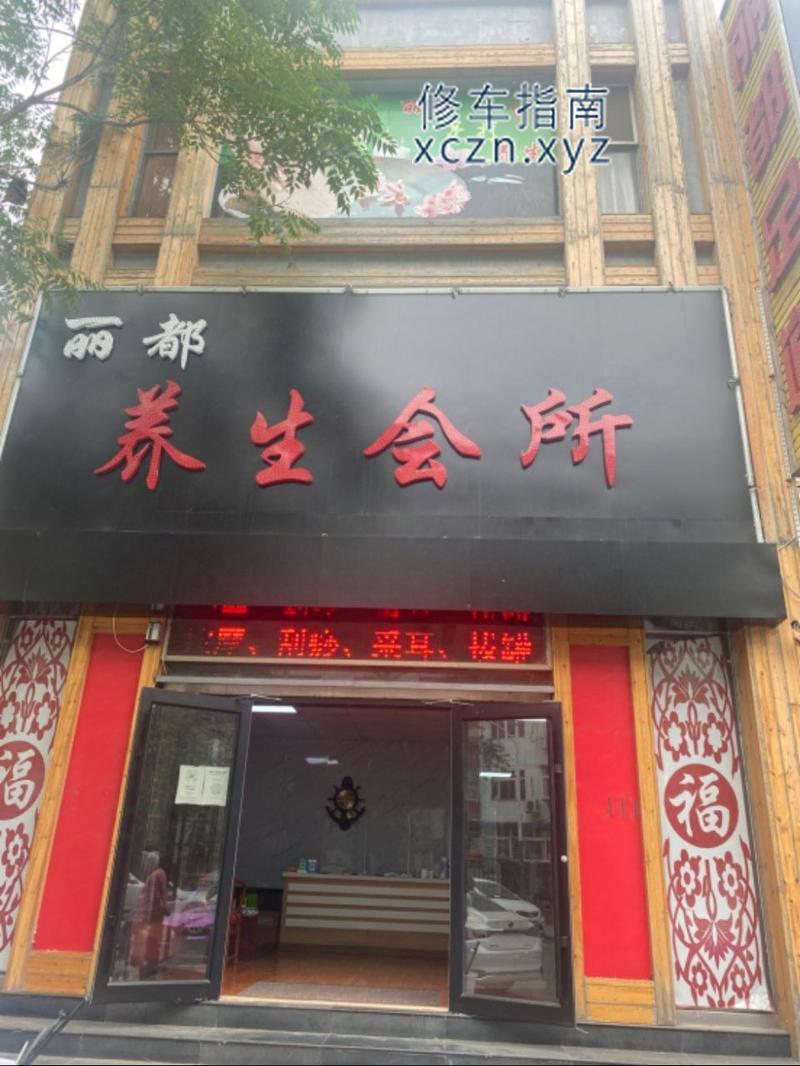 修车指南
xczn.xyz
丽都
养生会所
摩、刮痧、采耳、拔罐
福
福